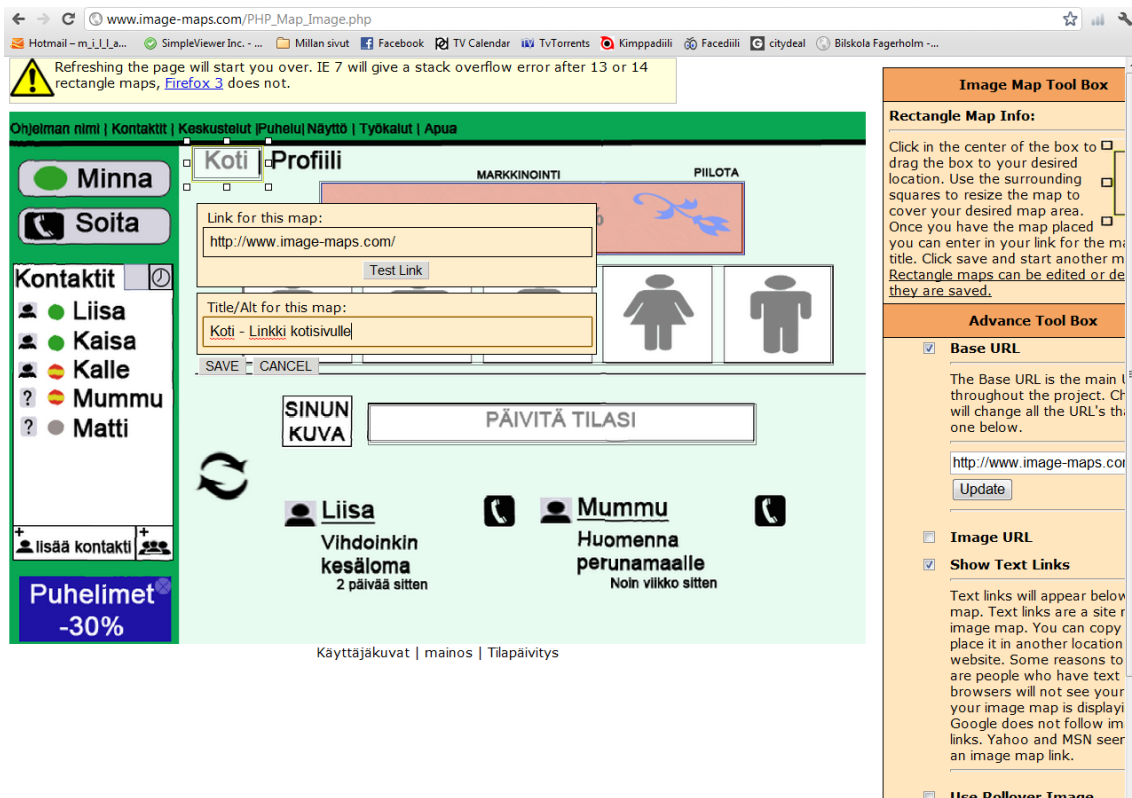 www.image-maps.com/PHP_Map_Image.php
Hotmail – m_i_l_l_a... SimpleViewer Inc. - ... Millan sivut Facebook TV Calendar TvTorrents Kimppadiili Facediili citydeal Bilskola Fagerholm -...
Refreshing the page will start you over. IE 7 will give a stack overflow error after 13 or 14
rectangle maps, Firefox 3 does not.
Ohjelman nimi | Kontaktit | Keskustelut |Puhelu| Näyttö | Työkalut | Apua
Minna
Soita
Kontaktit
Liisa
Kaisa
Kalle
? Mummu
? Matti
+ lisää kontakti +
Puhelimet
-30%
Koti | Profiili
MARKKINOINTI
PIILOTA
%
Link for this map:
http://www.image-maps.com/
Test Link
Title/Alt for this map:
Koti - Linkki kotisivulle
SAVE CANCEL
SINUN
KUVA
PÄIVITÄ TILASI
Liisa
Vihdoinkin
kesäloma
2 päivää sitten
Mummu
Huomenna
perunamaalle
Noin viikko sitten
Käyttäjäkuvat | mainos | Tilapäivitys
Image Map Tool Box
Rectangle Map Info:
Click in the center of the box to
drag the box to your desired
location. Use the surrounding
squares to resize the map to
cover your desired map area.
Once you have the map placed
you can enter in your link for the ma
title. Click save and start another m
Rectangle maps can be edited or de
they are saved.
Advance Tool Box
Base URL
The Base URL is the main
throughout the project. Ch
will change all the URL's tha
one below.
http://www.image-maps.co
Update
Image URL
Show Text Links
Text links will appear below
map. Text links are a site
image map. You can copy
place it in another location
website. Some reasons to
are people who have text
browsers will not see your
your image map is displayi
Google does not follow im
links. Yahoo and MSN seer
an image map link.
Use Rollover Image